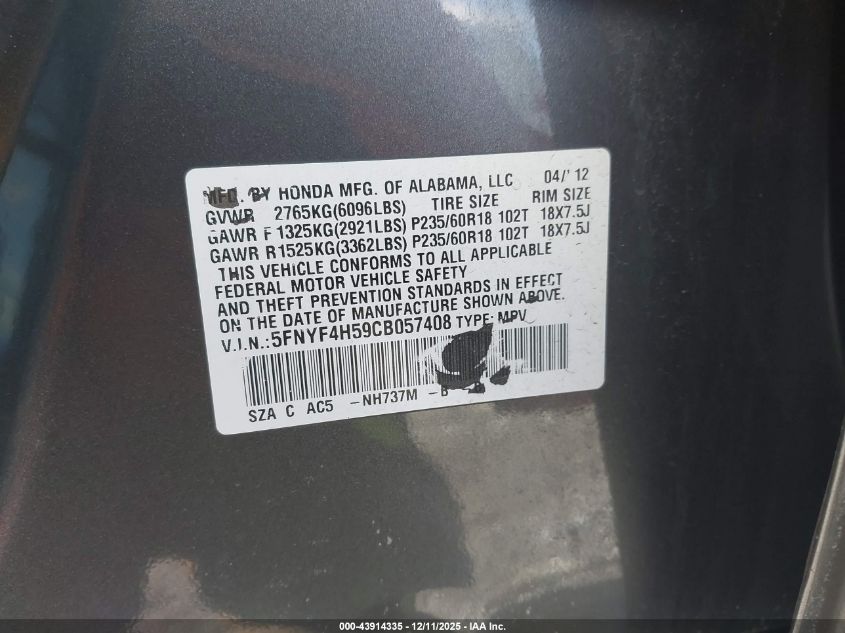 MFD. BY HONDA MFG. OF ALABAMA, LLC 04/'12
GVWR 2765KG(6096LBS) TIRE SIZE RIM SIZE
GAWR F 1325KG(2921LBS) P235/60R18 102T 18X7.5J
GAWR R 1525KG(3362LBS) P235/60R18 102T 18X7.5J
THIS VEHICLE CONFORMS TO ALL APPLICABLE
FEDERAL MOTOR VEHICLE SAFETY
AND THEFT PREVENTION STANDARDS IN EFFECT
ON THE DATE OF MANUFACTURE SHOWN ABOVE.
V.I.N.:5FNYF4H59CB057408 TYPE: MPV
SZA C AC5 -NH737M -B
000-43914335 - 12/11/2025 - IAA Inc.